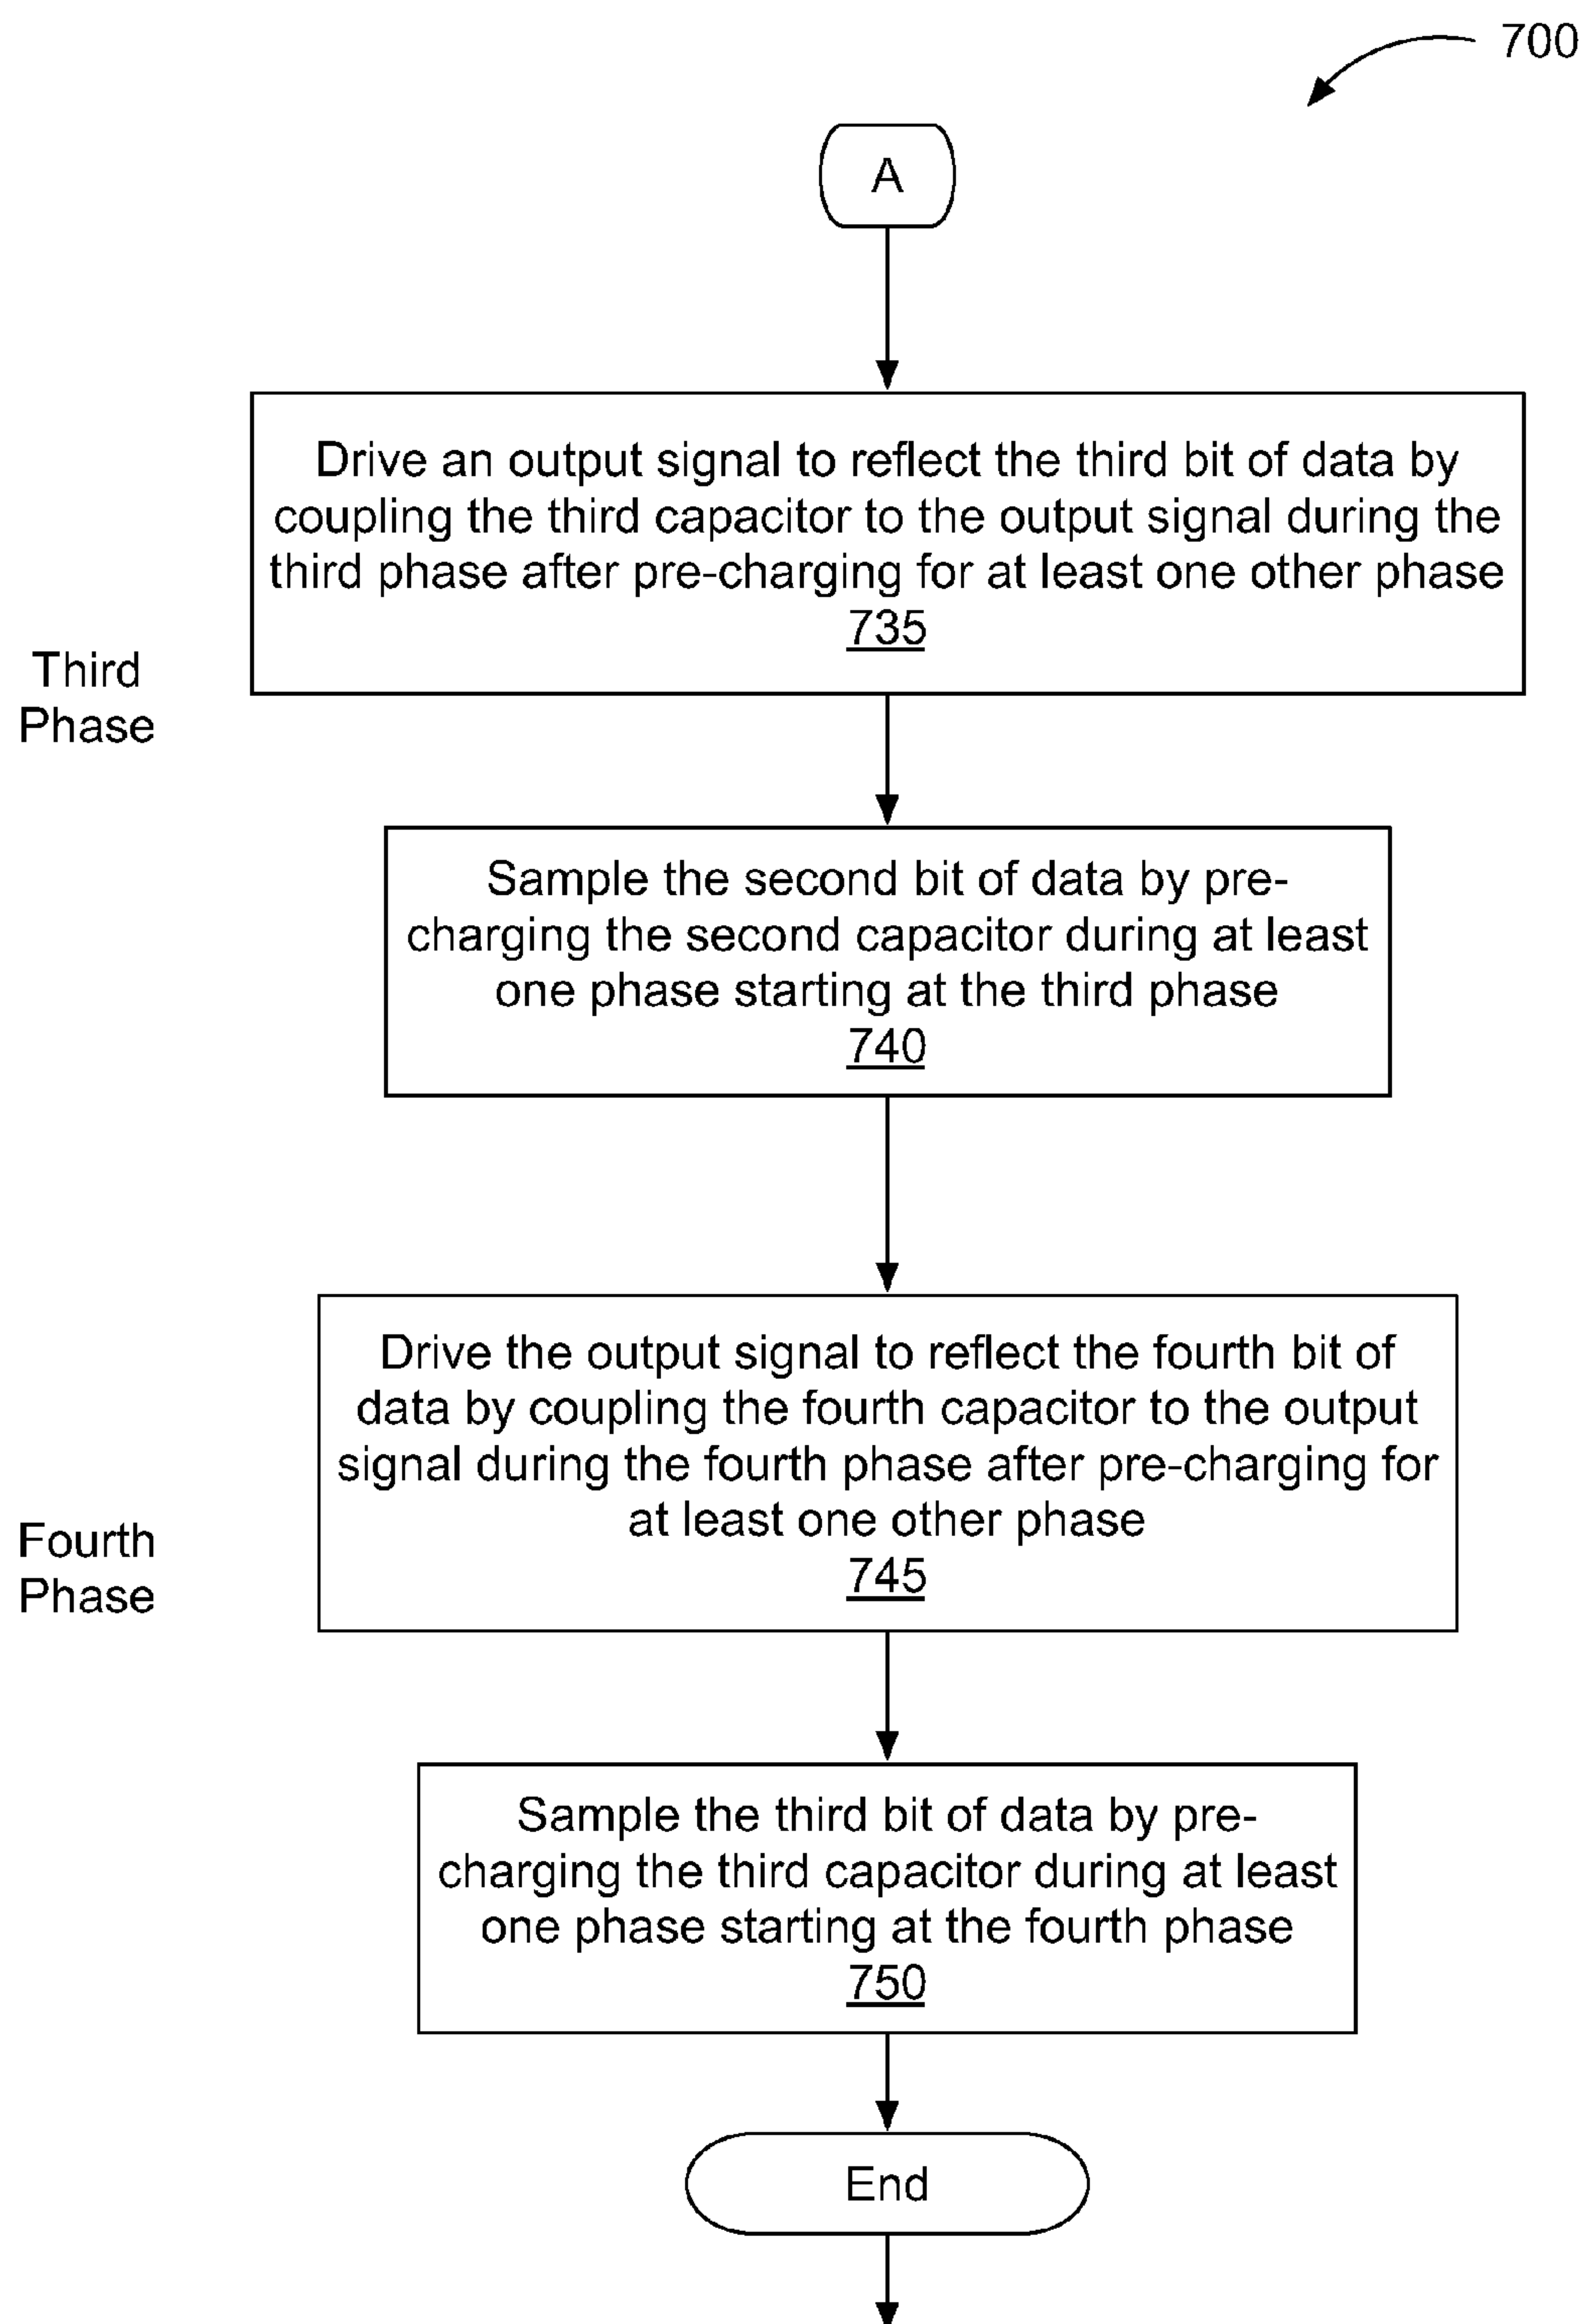 700
A
Drive an output signal to reflect the third bit of data by
coupling the third capacitor to the output signal during the
third phase after pre-charging for at least one other phase
735
Third
Phase
Sample the second bit of data by pre-
charging the second capacitor during at least
one phase starting at the third phase
740
Drive the output signal to reflect the fourth bit of
data by coupling the fourth capacitor to the output
signal during the fourth phase after pre-charging for
at least one other phase
745
Fourth
Phase
Sample the third bit of data by pre-
charging the third capacitor during at least
one phase starting at the fourth phase
750
End